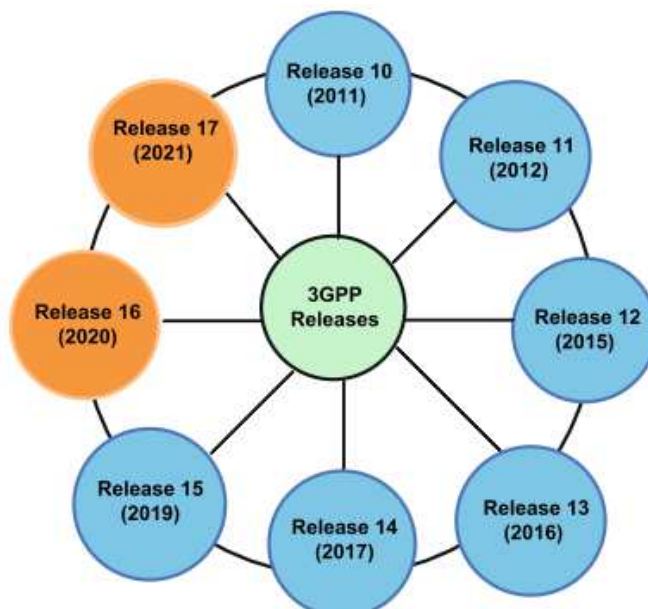 Release 10
(2011)
Release 17
(2021)
Release 11
(2012)
3GPP
Releases
Release 16
(2020)
Release 12
(2015)
Release 15
(2019)
Release 14
(2017)
Release 13
(2016)